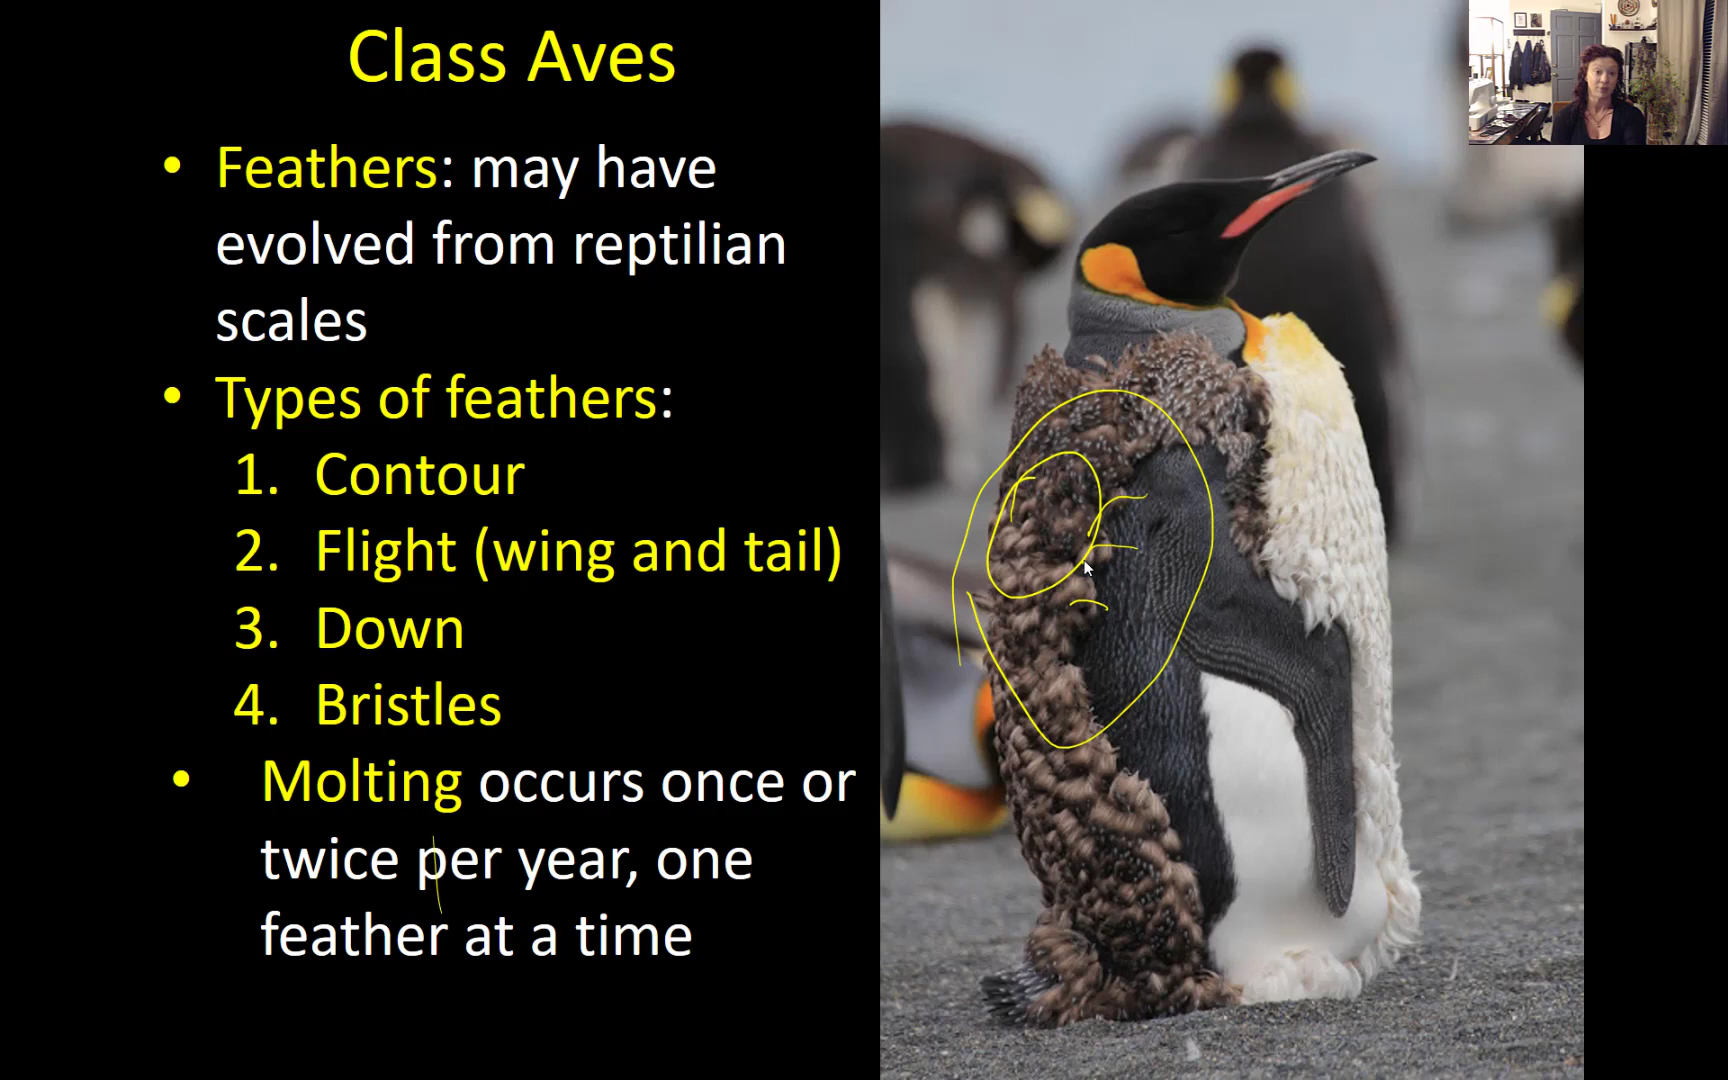 Class Aves
• Feathers: may have
evolved from reptilian
scales
• Types of feathers:
1. Contour
2. Flight (wing and tail)
3. Down
4. Bristles
• Molting occurs once or
twice per year, one
feather at a time